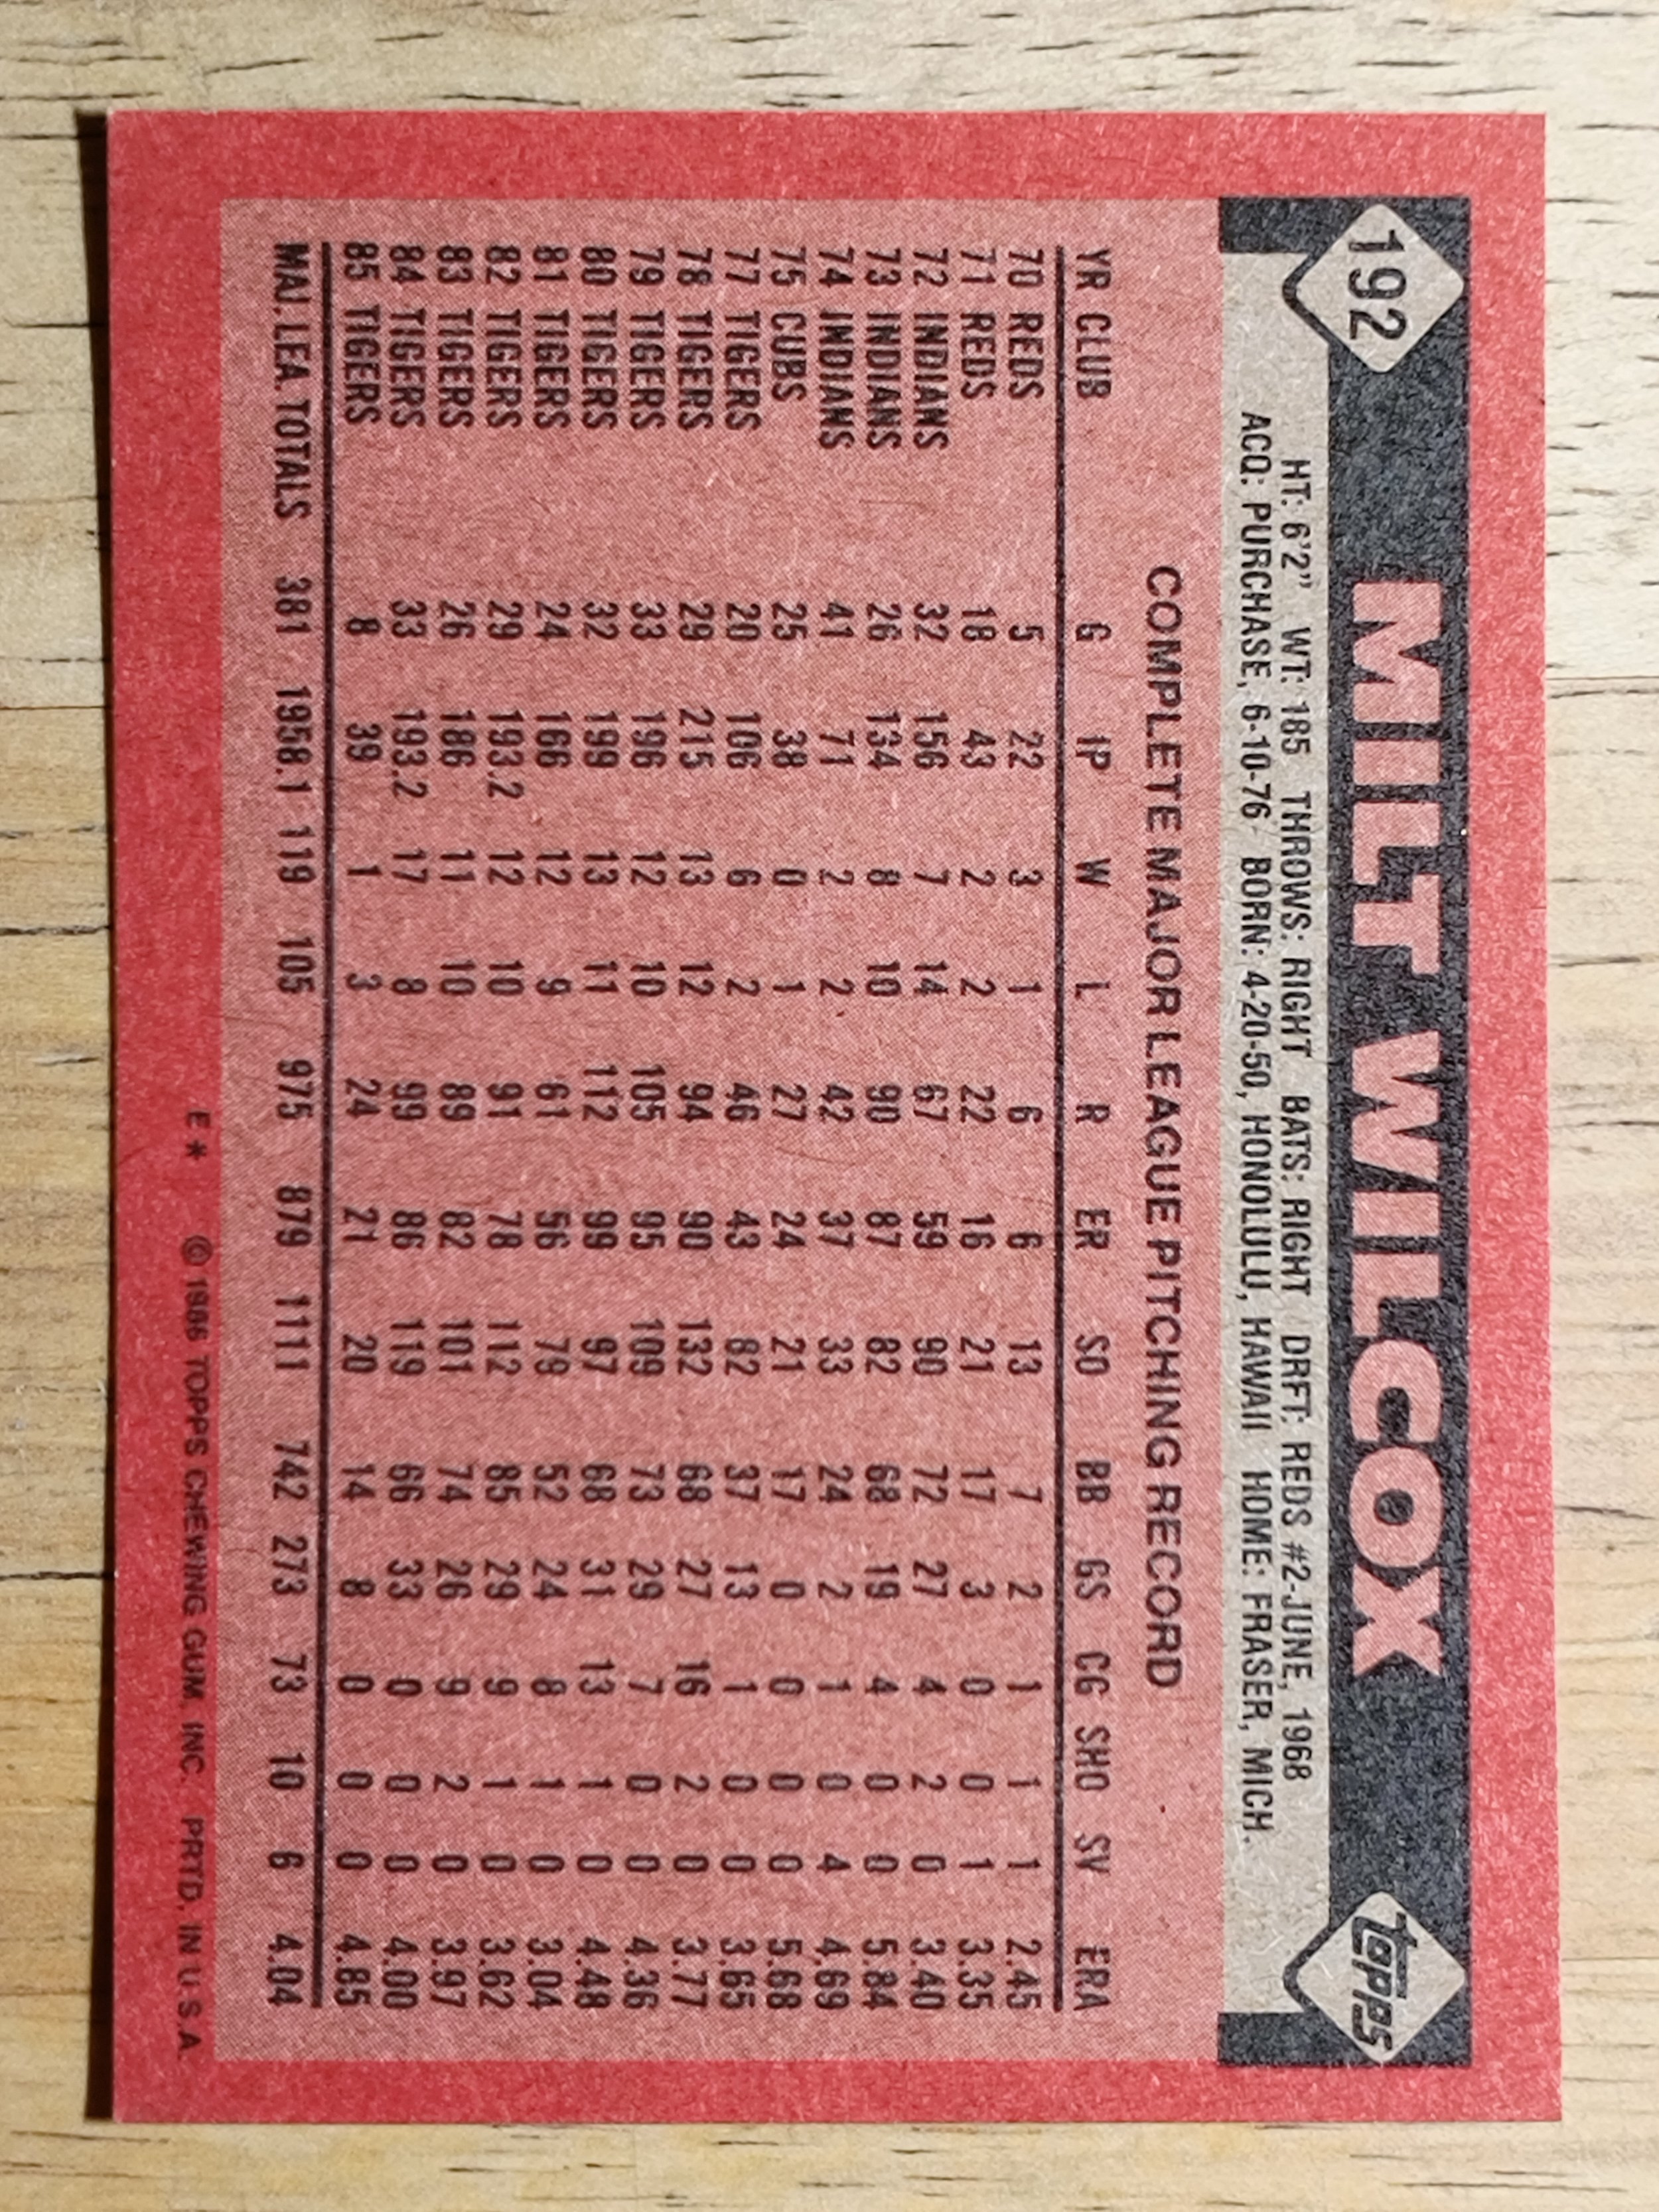 192 MILT WILCOX topps
HT: 6'2" WT: 185 THROWS: RIGHT BATS: RIGHT DRFT: REDS #2-JUNE, 1968
ACQ: PURCHASE, 6-10-76 BORN: 4-20-50, HONOLULU, HAWAII HOME: FRASER, MICH.
COMPLETE MAJOR LEAGUE PITCHING RECORD
YR CLUB G IP W L R ER SO BB GS CG SHO SV ERA
70 REDS 5 22 3 1 6 6 13 7 2 1 1 1 2.45
71 REDS 18 43 2 2 22 16 21 17 3 0 0 1 3.35
72 INDIANS 32 156 7 14 67 59 90 72 27 4 2 0 3.40
73 INDIANS 26 134 8 10 90 87 82 68 19 4 0 0 5.84
74 INDIANS 41 71 2 2 42 37 33 24 2 1 0 4 4.69
75 CUBS 25 38 0 1 27 24 21 17 0 0 0 0 5.68
77 TIGERS 20 106 6 2 46 43 82 37 13 1 0 0 3.65
78 TIGERS 29 215 13 12 94 90 132 68 27 16 2 0 3.77
79 TIGERS 33 196 12 10 105 95 109 73 29 7 0 0 4.36
80 TIGERS 32 199 13 11 112 99 97 68 31 13 1 0 4.48
81 TIGERS 24 166 12 9 61 56 79 52 24 8 1 0 3.04
82 TIGERS 29 193.2 12 10 91 78 112 85 29 9 1 0 3.62
83 TIGERS 26 186 11 10 89 82 101 74 26 9 2 0 3.97
84 TIGERS 33 193.2 17 8 99 86 119 66 33 0 0 0 4.00
85 TIGERS 8 39 1 3 24 21 20 14 8 0 0 0 4.85
MAJ. LEA. TOTALS 381 1958.1 119 105 975 879 1111 742 273 73 10 6 4.04
E* © 1986 TOPPS CHEWING GUM, INC. PRTD. IN U.S.A.